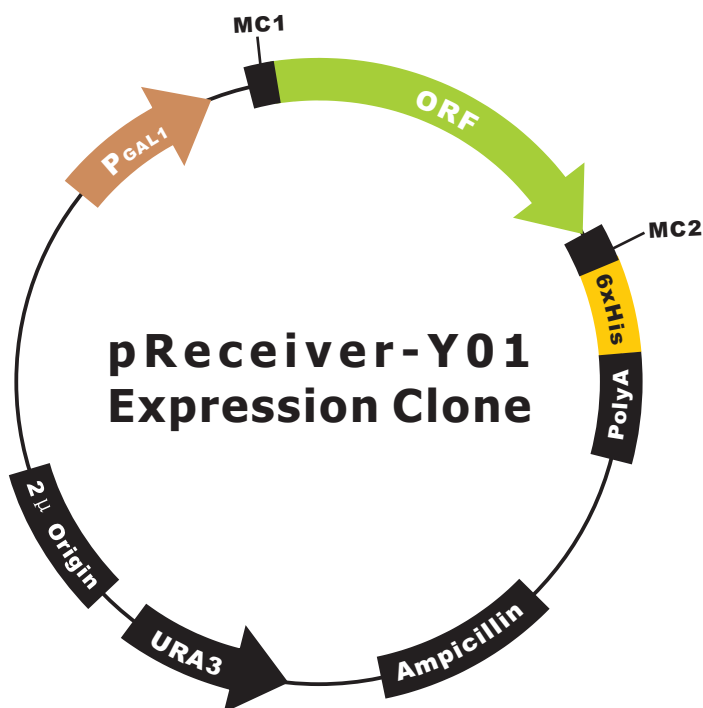 MC1
ORF
PGAL1
MC2
6xHis
pReceiver-Y01
Expression Clone
PolyA
2μ Origin
Ampicillin
URA3